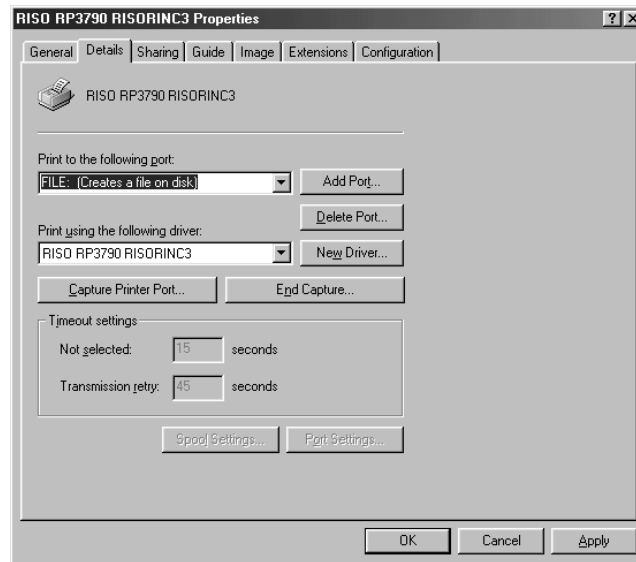 RISO RP3790 RISORINC3 Properties
General Details Sharing Guide Image Extensions Configuration
RISO RP3790 RISORINC3
Print to the following port:
FILE: (Creates a file on disk)
Add Port...
Delete Port...
Print using the following driver:
RISO RP3790 RISORINC3
New Driver...
Capture Printer Port...
End Capture...
Timeout settings
Not selected: 15 seconds
Transmission retry: 45 seconds
Spool Settings...
Port Settings...
OK Cancel Apply